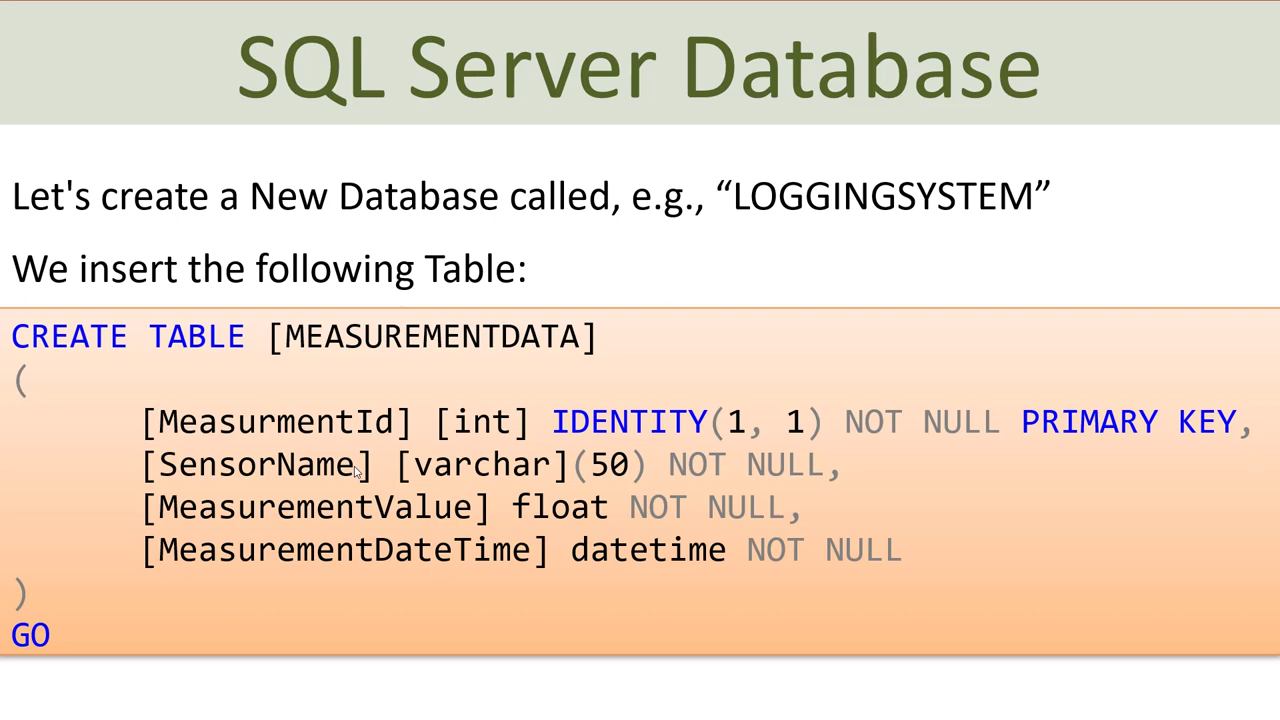 SQL Server Database
Let's create a New Database called, e.g., “LOGGINGSYSTEM”
We insert the following Table:
CREATE TABLE [MEASUREMENTDATA]
(
[MeasurmentId] [int] IDENTITY(1, 1) NOT NULL PRIMARY KEY,
[SensorName] [varchar](50) NOT NULL,
[MeasurementValue] float NOT NULL,
[MeasurementDateTime] datetime NOT NULL
)
GO